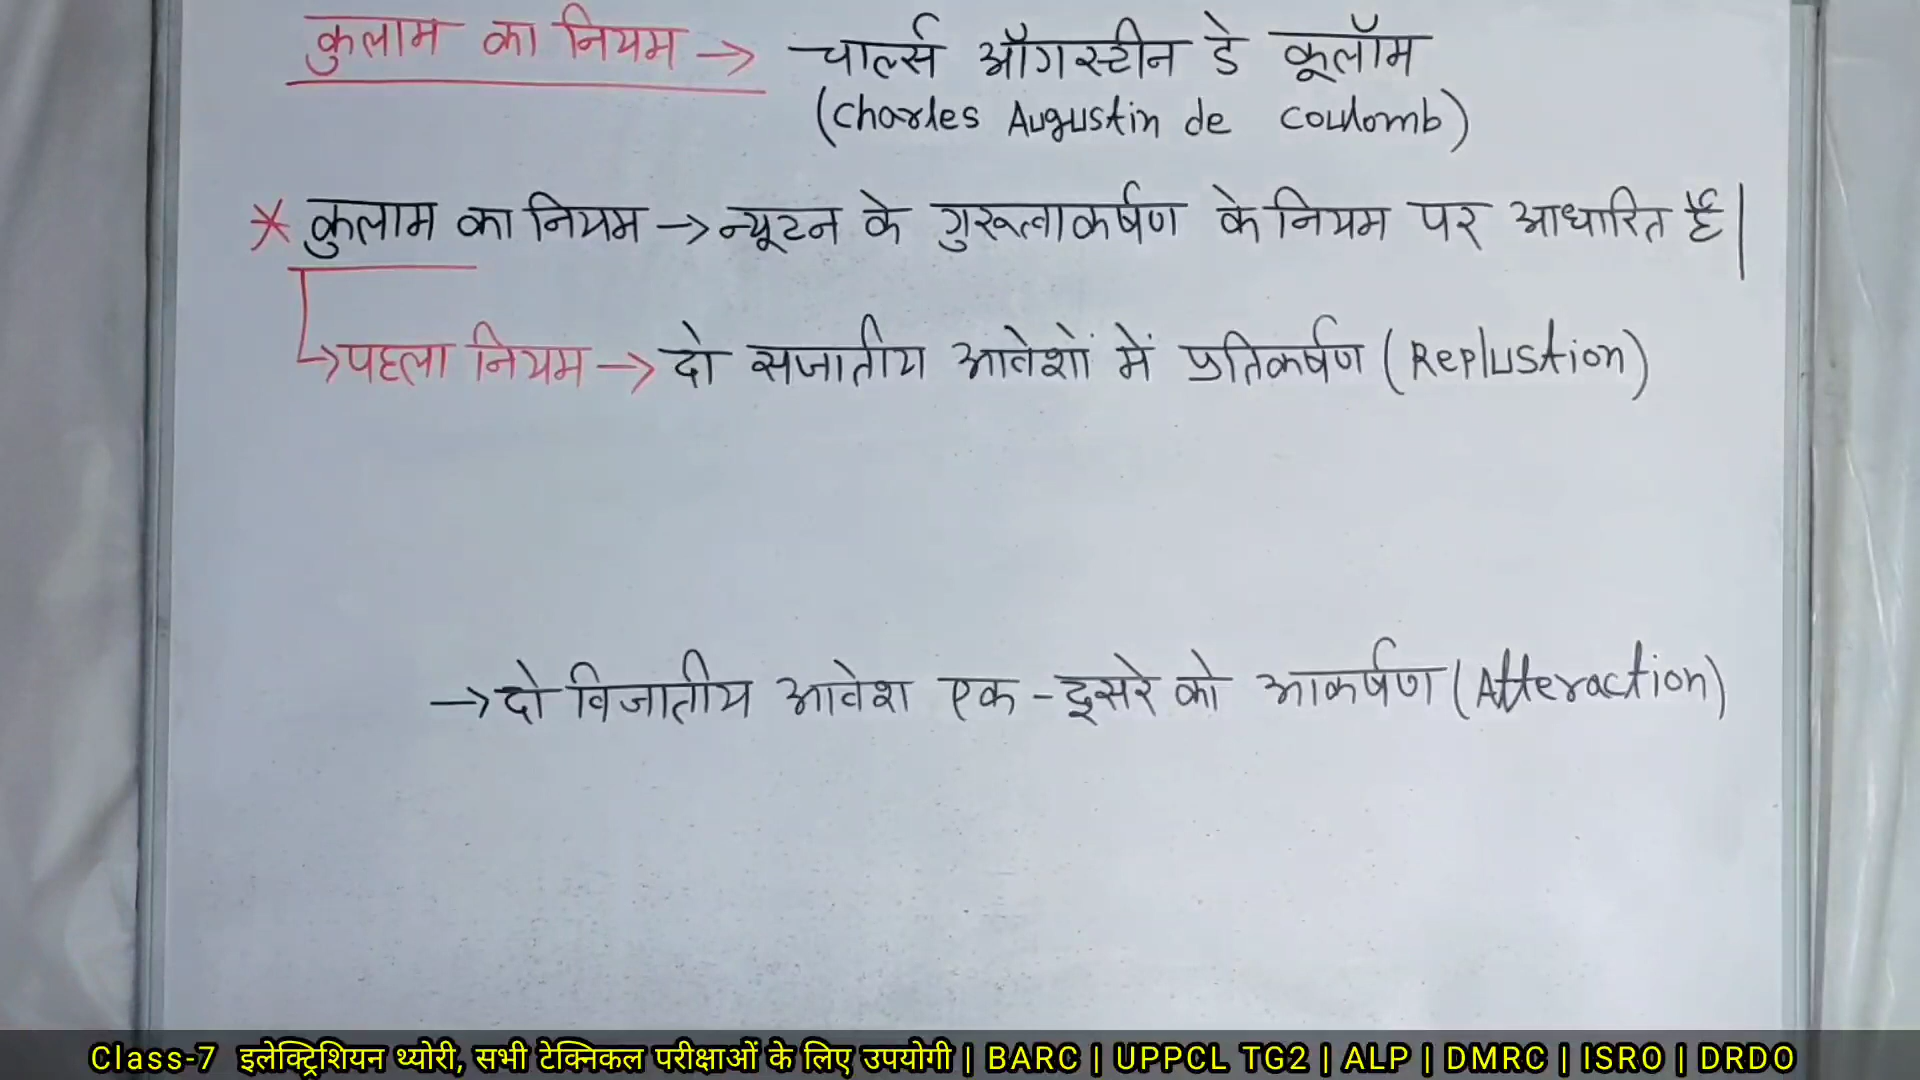 कुलाम का नियम → चार्ल्स ऑगस्टीन डे कूलॉम
(Charles Augustin de Coulomb)
* कुलाम का नियम → न्यूटन के गुरूत्वाकर्षण के नियम पर आधारित है|
→ पहला नियम → दो सजातीय आवेशों में प्रतिकर्षण (Replustion)
→ दो विजातीय आवेश एक-दूसरे को आकर्षण (Atteraction)
Class-7 इलेक्ट्रिशियन थ्योरी, सभी टेक्निकल परीक्षाओं के लिए उपयोगी | BARC | UPPCL TG2 | ALP | DMRC | ISRO | DRDO